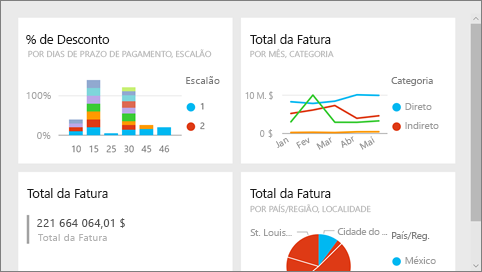 % de Desconto
POR DIAS DE PRAZO DE PAGAMENTO, ESCALÃO
Escalão
100%
0%
1
2
10 15 25 30 45 46
Total da Fatura
POR MÊS, CATEGORIA
Categoria
10 M. $
0 $
Direto
Indireto
Jan Fev Mar Abr Mai
Total da Fatura
221 664 064,01 $
Total da Fatura
Total da Fatura
POR PAÍS/REGIÃO, LOCALIDADE
St. Louis...
Cidade do ...
País/Reg.
México